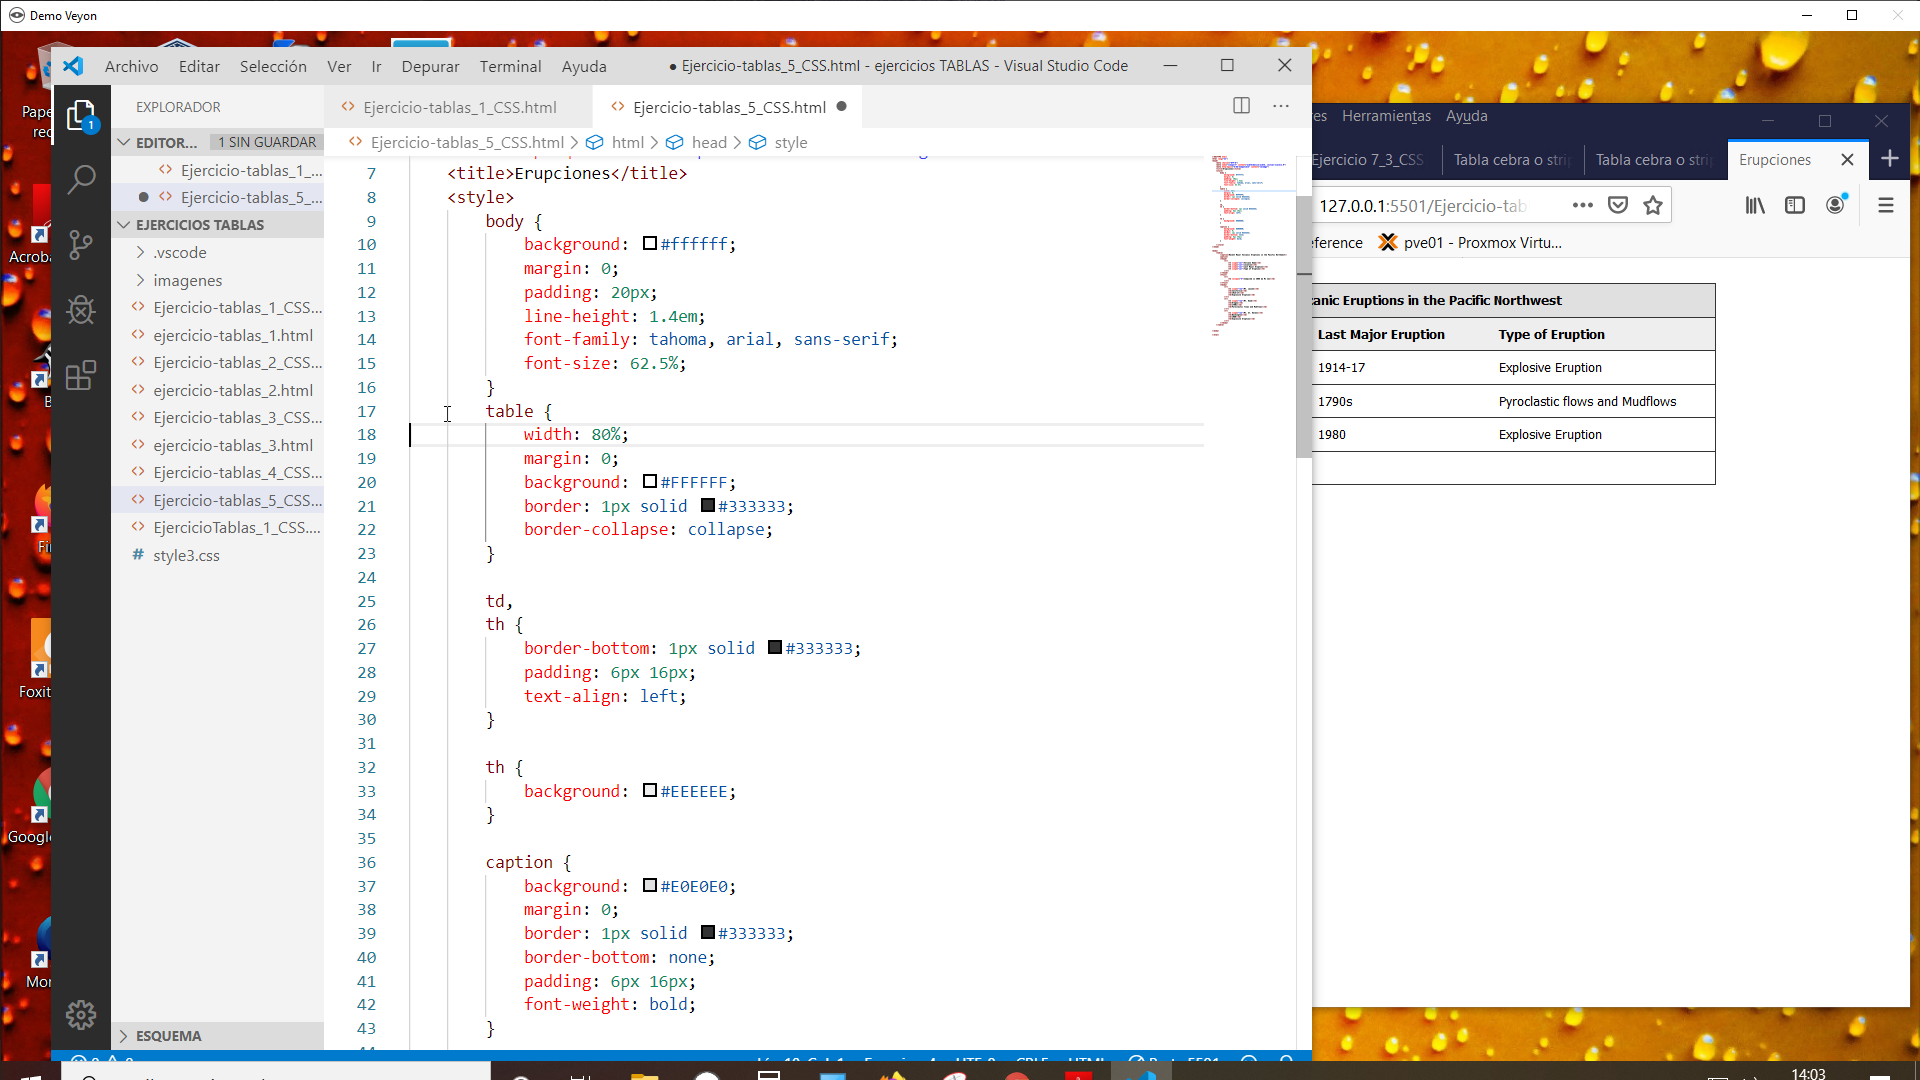 Demo Veyon
Archivo Editar Selección Ver Ir Depurar Terminal Ayuda
● Ejercicio-tablas_5_CSS.html - ejercicios TABLAS - Visual Studio Code
EXPLORADOR
Ejercicio-tablas_1_CSS.html
Ejercicio-tablas_5_CSS.html
EDITOR... 1 SIN GUARDAR
Ejercicio-tablas_5_CSS.html > html > head > style
Ejercicio-tablas_1_...
Ejercicio-tablas_5_...
EJERCICIOS TABLAS
.vscode
imagenes
Ejercicio-tablas_1_CSS...
ejercicio-tablas_1.html
Ejercicio-tablas_2_CSS...
ejercicio-tablas_2.html
Ejercicio-tablas_3_CSS...
ejercicio-tablas_3.html
Ejercicio-tablas_4_CSS...
Ejercicio-tablas_5_CSS...
EjercicioTablas_1_CSS....
# style3.css
ESQUEMA
1
7 <title>Erupciones</title>
8 <style>
9 body {
10 background: #ffffff;
11 margin: 0;
12 padding: 20px;
13 line-height: 1.4em;
14 font-family: tahoma, arial, sans-serif;
15 font-size: 62.5%;
16 }
17 table {
18 width: 80%;
19 margin: 0;
20 background: #FFFFFF;
21 border: 1px solid #333333;
22 border-collapse: collapse;
23 }
24
25 td,
26 th {
27 border-bottom: 1px solid #333333;
28 padding: 6px 16px;
29 text-align: left;
30 }
31
32 th {
33 background: #EEEEEE;
34 }
35
36 caption {
37 background: #E0E0E0;
38 margin: 0;
39 border: 1px solid #333333;
40 border-bottom: none;
41 padding: 6px 16px;
42 font-weight: bold;
43 }
res Herramientas Ayuda
Ejercicio 7_3_CSS
Tabla cebra o strip
Tabla cebra o strip
Erupciones
127.0.0.1:5501/Ejercicio-tab
ference pve01 - Proxmox Virtu...
canic Eruptions in the Pacific Northwest
Last Major Eruption Type of Eruption
1914-17 Explosive Eruption
1790s Pyroclastic flows and Mudflows
1980 Explosive Eruption
Pape
rec
Acroba
Fi
Foxit
Google
Mo
14:03